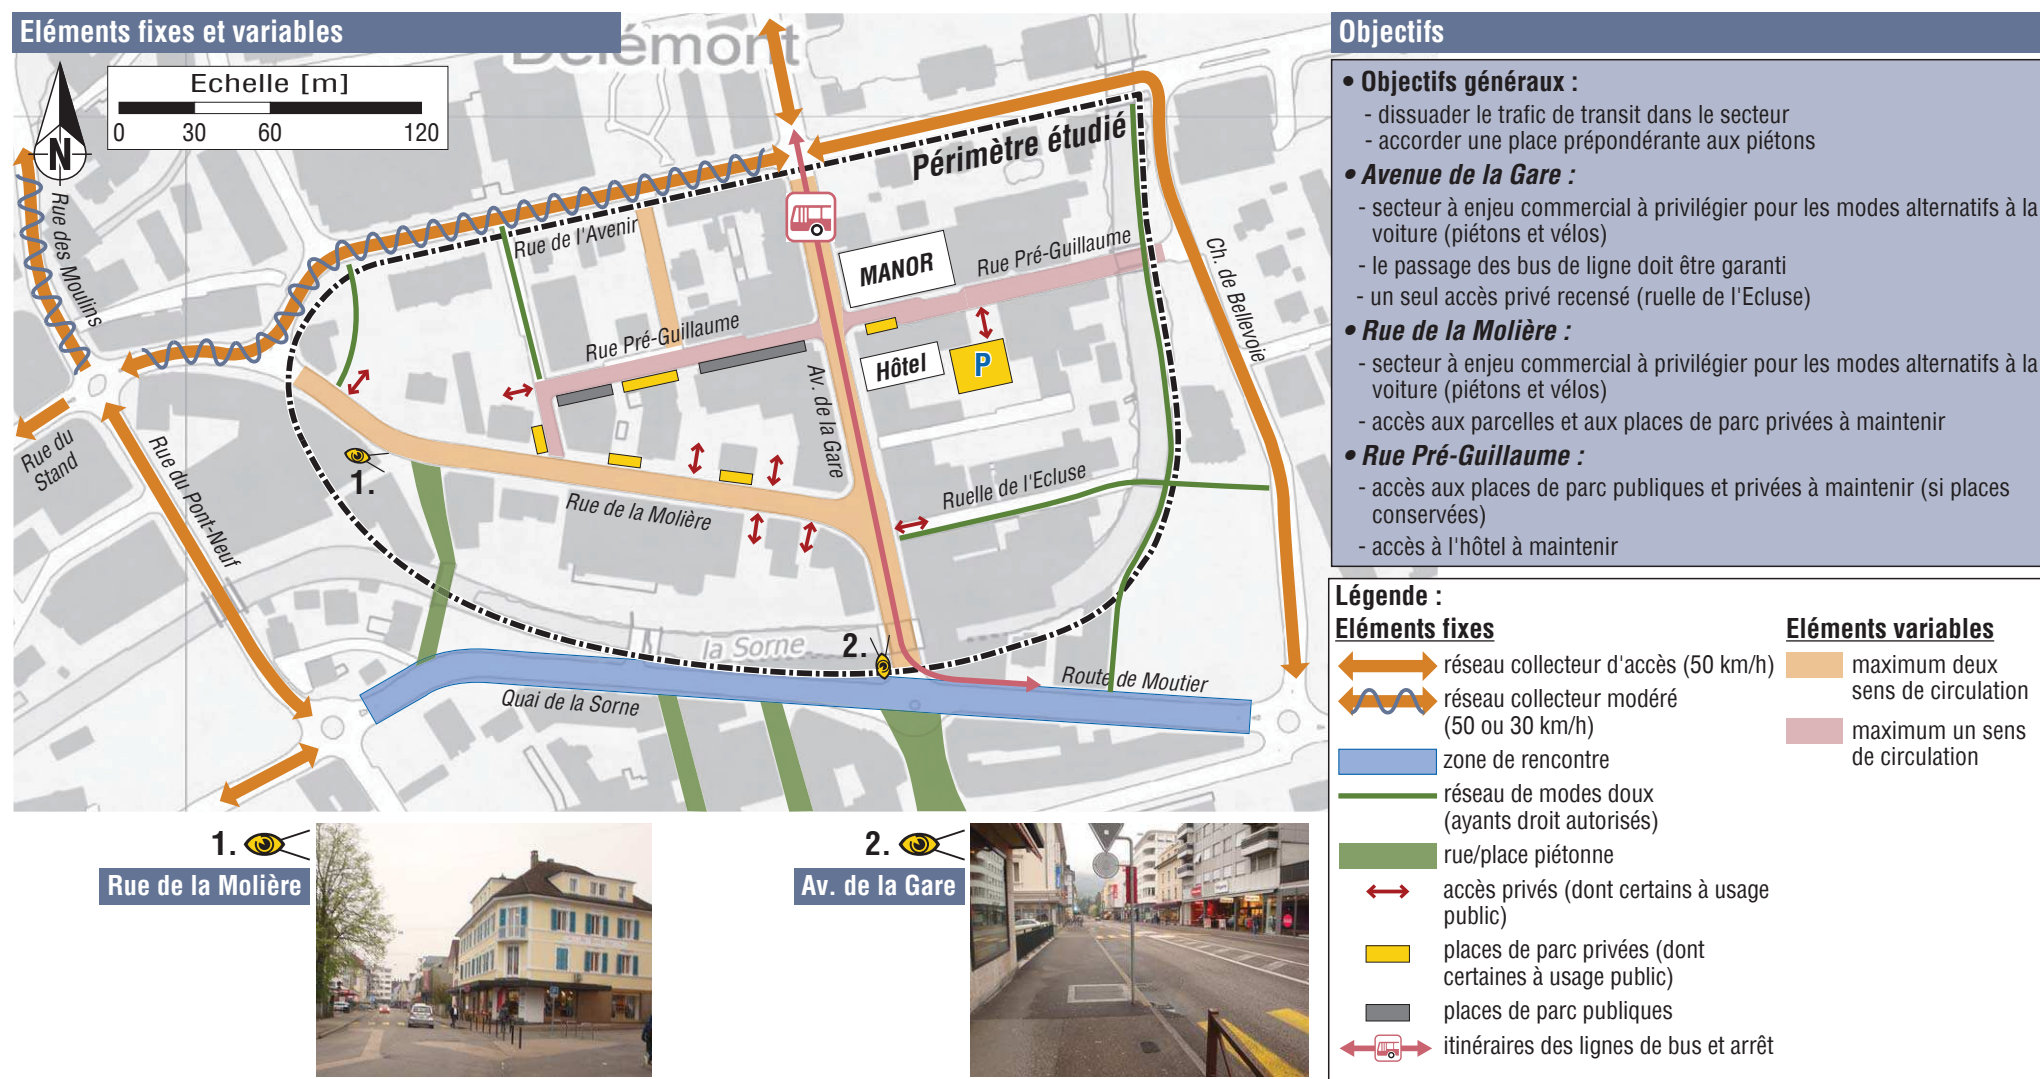 Eléments fixes et variables
Delémont
Echelle [m]
0 30 60 120
N
Périmètre étudié
Rue des Moulins
Rue de l'Avenir
MANOR
Rue Pré-Guillaume
Ch. de Bellevoie
Rue Pré-Guillaume
Hôtel
P
Av. de la Gare
Rue du
Stand
Rue du Pont-Neuf
1.
Rue de la Molière
Ruelle de l'Ecluse
la Sorne
2.
Quai de la Sorne
Route de Moutier
1.
Rue de la Molière
2.
Av. de la Gare
Objectifs
• Objectifs généraux :
- dissuader le trafic de transit dans le secteur
- accorder une place prépondérante aux piétons
• Avenue de la Gare :
- secteur à enjeu commercial à privilégier pour les modes alternatifs à la
voiture (piétons et vélos)
- le passage des bus de ligne doit être garanti
- un seul accès privé recensé (ruelle de l'Ecluse)
• Rue de la Molière :
- secteur à enjeu commercial à privilégier pour les modes alternatifs à la
voiture (piétons et vélos)
- accès aux parcelles et aux places de parc privées à maintenir
• Rue Pré-Guillaume :
- accès aux places de parc publiques et privées à maintenir (si places
conservées)
- accès à l'hôtel à maintenir
Légende :
Eléments fixes
réseau collecteur d'accès (50 km/h)
réseau collecteur modéré
(50 ou 30 km/h)
zone de rencontre
réseau de modes doux
(ayants droit autorisés)
rue/place piétonne
accès privés (dont certains à usage
public)
places de parc privées (dont
certaines à usage public)
places de parc publiques
itinéraires des lignes de bus et arrêt
Eléments variables
maximum deux
sens de circulation
maximum un sens
de circulation